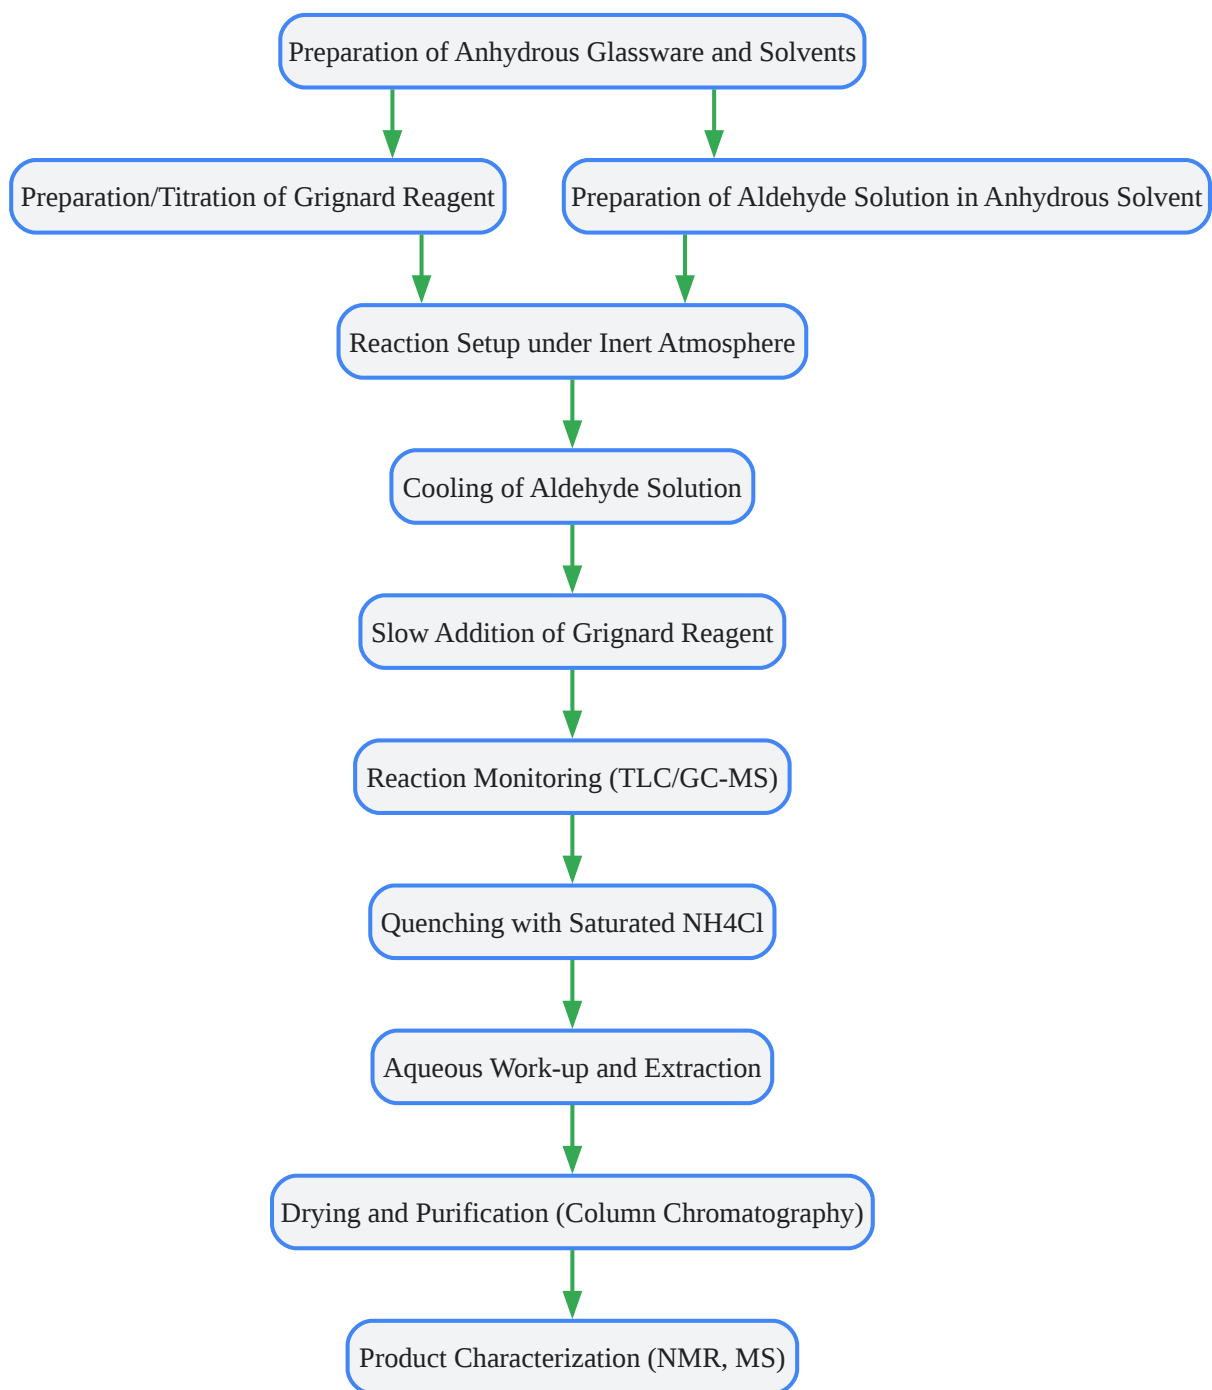 Preparation of Anhydrous Glassware and Solvents
Preparation/Titration of Grignard Reagent
Preparation of Aldehyde Solution in Anhydrous Solvent
Reaction Setup under Inert Atmosphere
Cooling of Aldehyde Solution
Slow Addition of Grignard Reagent
Reaction Monitoring (TLC/GC-MS)
Quenching with Saturated NH4Cl
Aqueous Work-up and Extraction
Drying and Purification (Column Chromatography)
Product Characterization (NMR, MS)